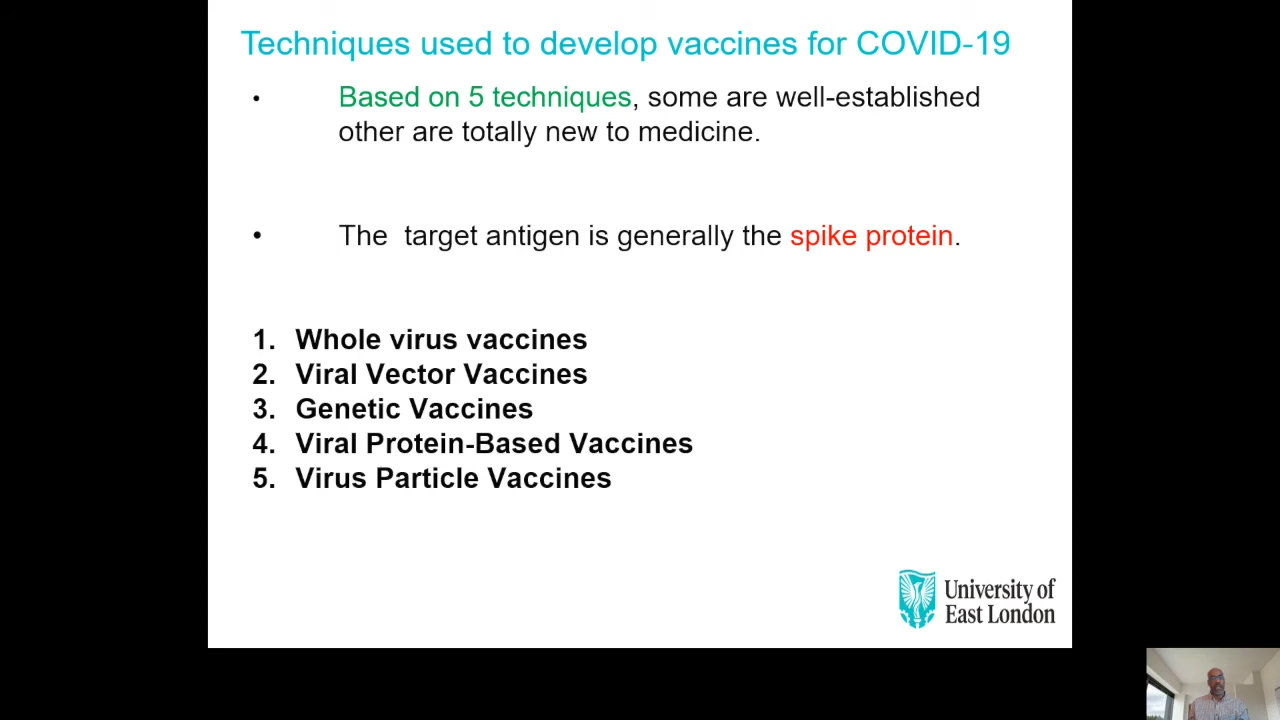 Techniques used to develop vaccines for COVID-19
• Based on 5 techniques, some are well-established
other are totally new to medicine.
• The target antigen is generally the spike protein.
1. Whole virus vaccines
2. Viral Vector Vaccines
3. Genetic Vaccines
4. Viral Protein-Based Vaccines
5. Virus Particle Vaccines
University of
East London